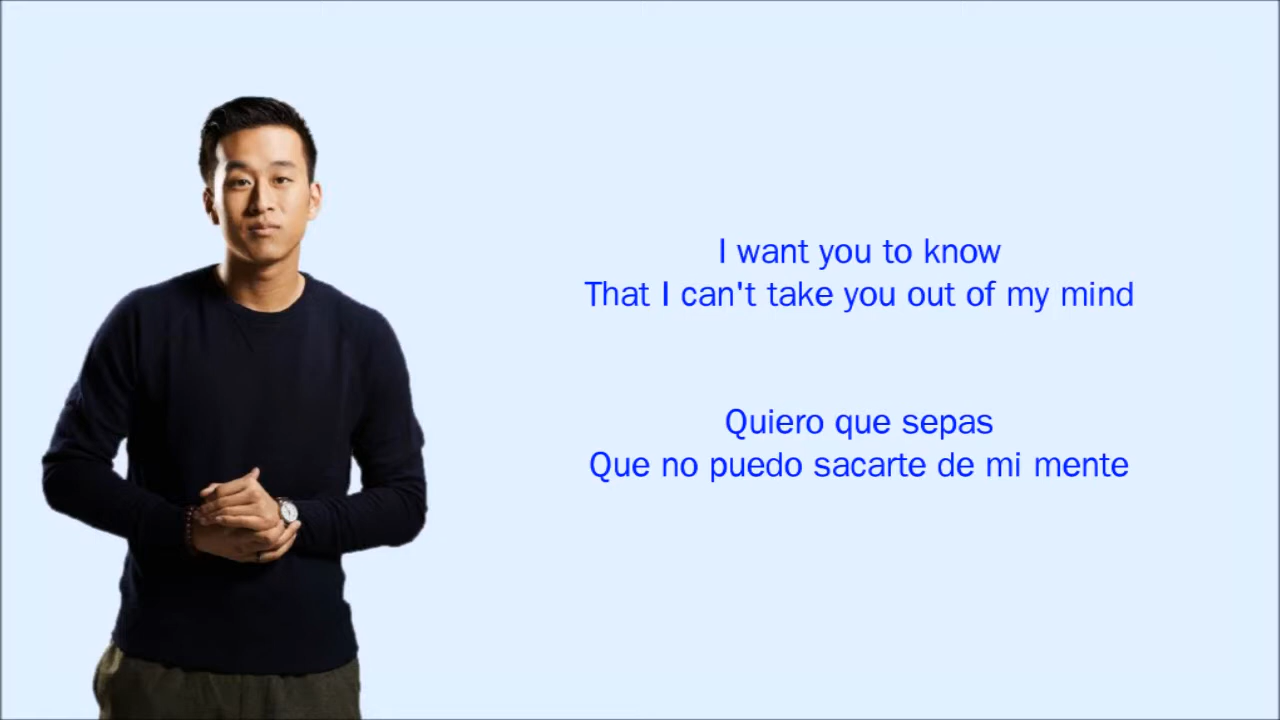 I want you to know
That I can't take you out of my mind
Quiero que sepas
Que no puedo sacarte de mi mente